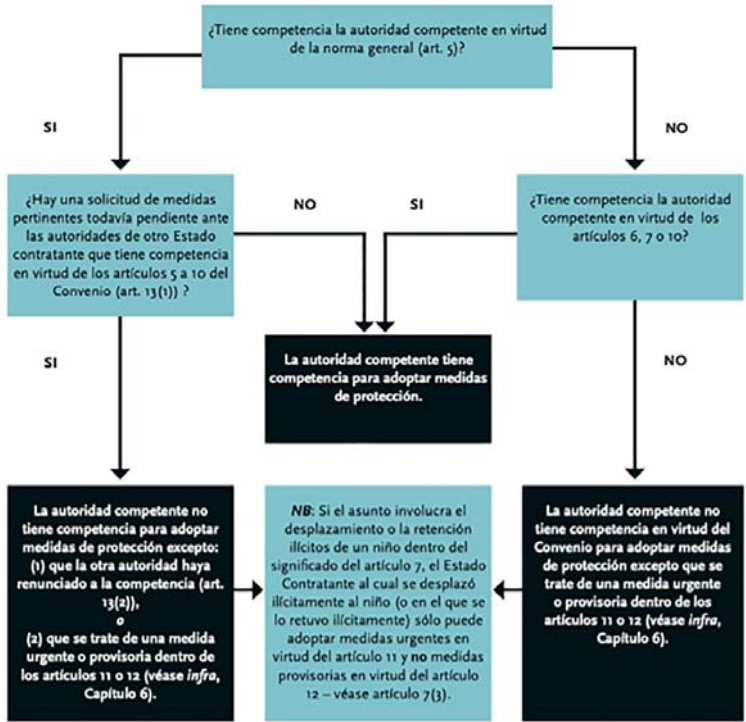 ¿Tiene competencia la autoridad competente en virtud
de la norma general (art. 5)?
SI
NO
¿Hay una solicitud de medidas
pertinentes todavía pendiente ante
las autoridades de otro Estado
contratante que tiene competencia
en virtud de los artículos 5 a 10 del
Convenio (art. 13(1)) ?
NO
SI
¿Tiene competencia la autoridad
competente en virtud de los
artículos 6, 7 o 10?
SI
La autoridad competente tiene
competencia para adoptar medidas
de protección.
NO
La autoridad competente no
tiene competencia para adoptar
medidas de protección excepto:
(1) que la otra autoridad haya
renunciado a la competencia (art.
13(2)),
o
(2) que se trate de una medida
urgente o provisoria dentro de
los artículos 11 o 12 (véase infra,
Capítulo 6).
NB: Si el asunto involucra el
desplazamiento o la retención
ilícitos de un niño dentro del
significado del artículo 7, el Estado
Contratante al cual se desplazó
ilícitamente al niño (o en el que se
lo retuvo ilícitamente) sólo puede
adoptar medidas urgentes en
virtud del artículo 11 y no medidas
provisorias en virtud del artículo
12 – véase artículo 7(3).
La autoridad competente no
tiene competencia en virtud del
Convenio para adoptar medidas
de protección excepto que se
trate de una medida urgente
o provisoria dentro de los
artículos 11 o 12 (véase infra,
Capítulo 6).